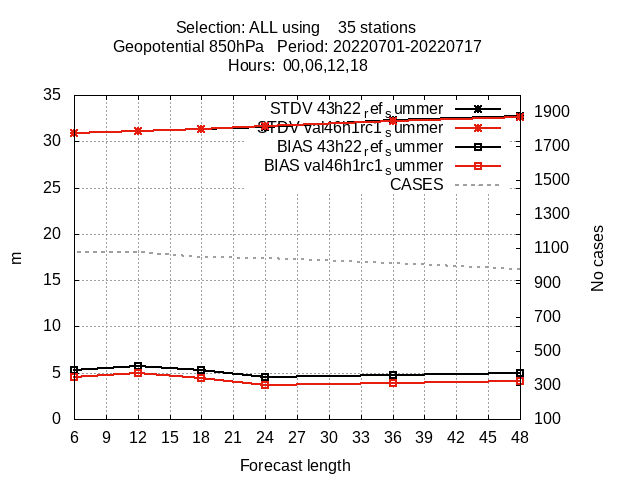 Selection: ALL using    35 stations
Geopotential 850hPa   Period: 20220701-20220717
Hours:  00,06,12,18
STDV 43h22ref_summer
STDV val46h1rc1_summer
BIAS 43h22ref_summer
BIAS val46h1rc1_summer
CASES
35
30
25
20
15
10
5
0
m
1900
1700
1500
1300
1100
900
700
500
300
100
No cases
6 9 12 15 18 21 24 27 30 33 36 39 42 45 48
Forecast length